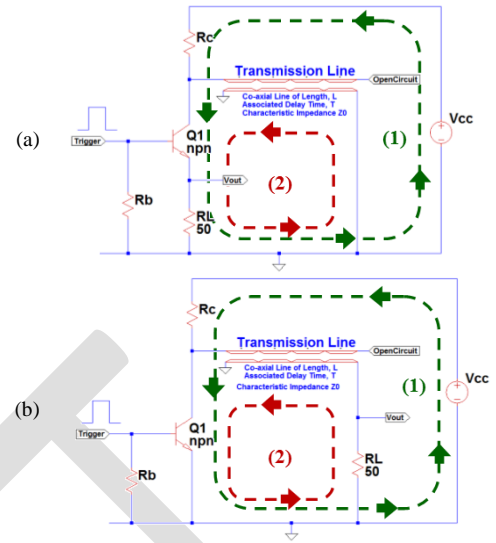 Rc
Transmission Line
OpenCircuit
Co-axial Line of Length, L
Associated Delay Time, T
Characteristic Impedance Z0
Vcc
(a)
Trigger
Q1
npn
(1)
(2)
Vout
Rb
RL
50
Rc
Transmission Line
OpenCircuit
Co-axial Line of Length, L
Associated Delay Time, T
Characteristic Impedance Z0
Vcc
(1)
(b)
Trigger
Q1
npn
(2)
Vout
Rb
RL
50